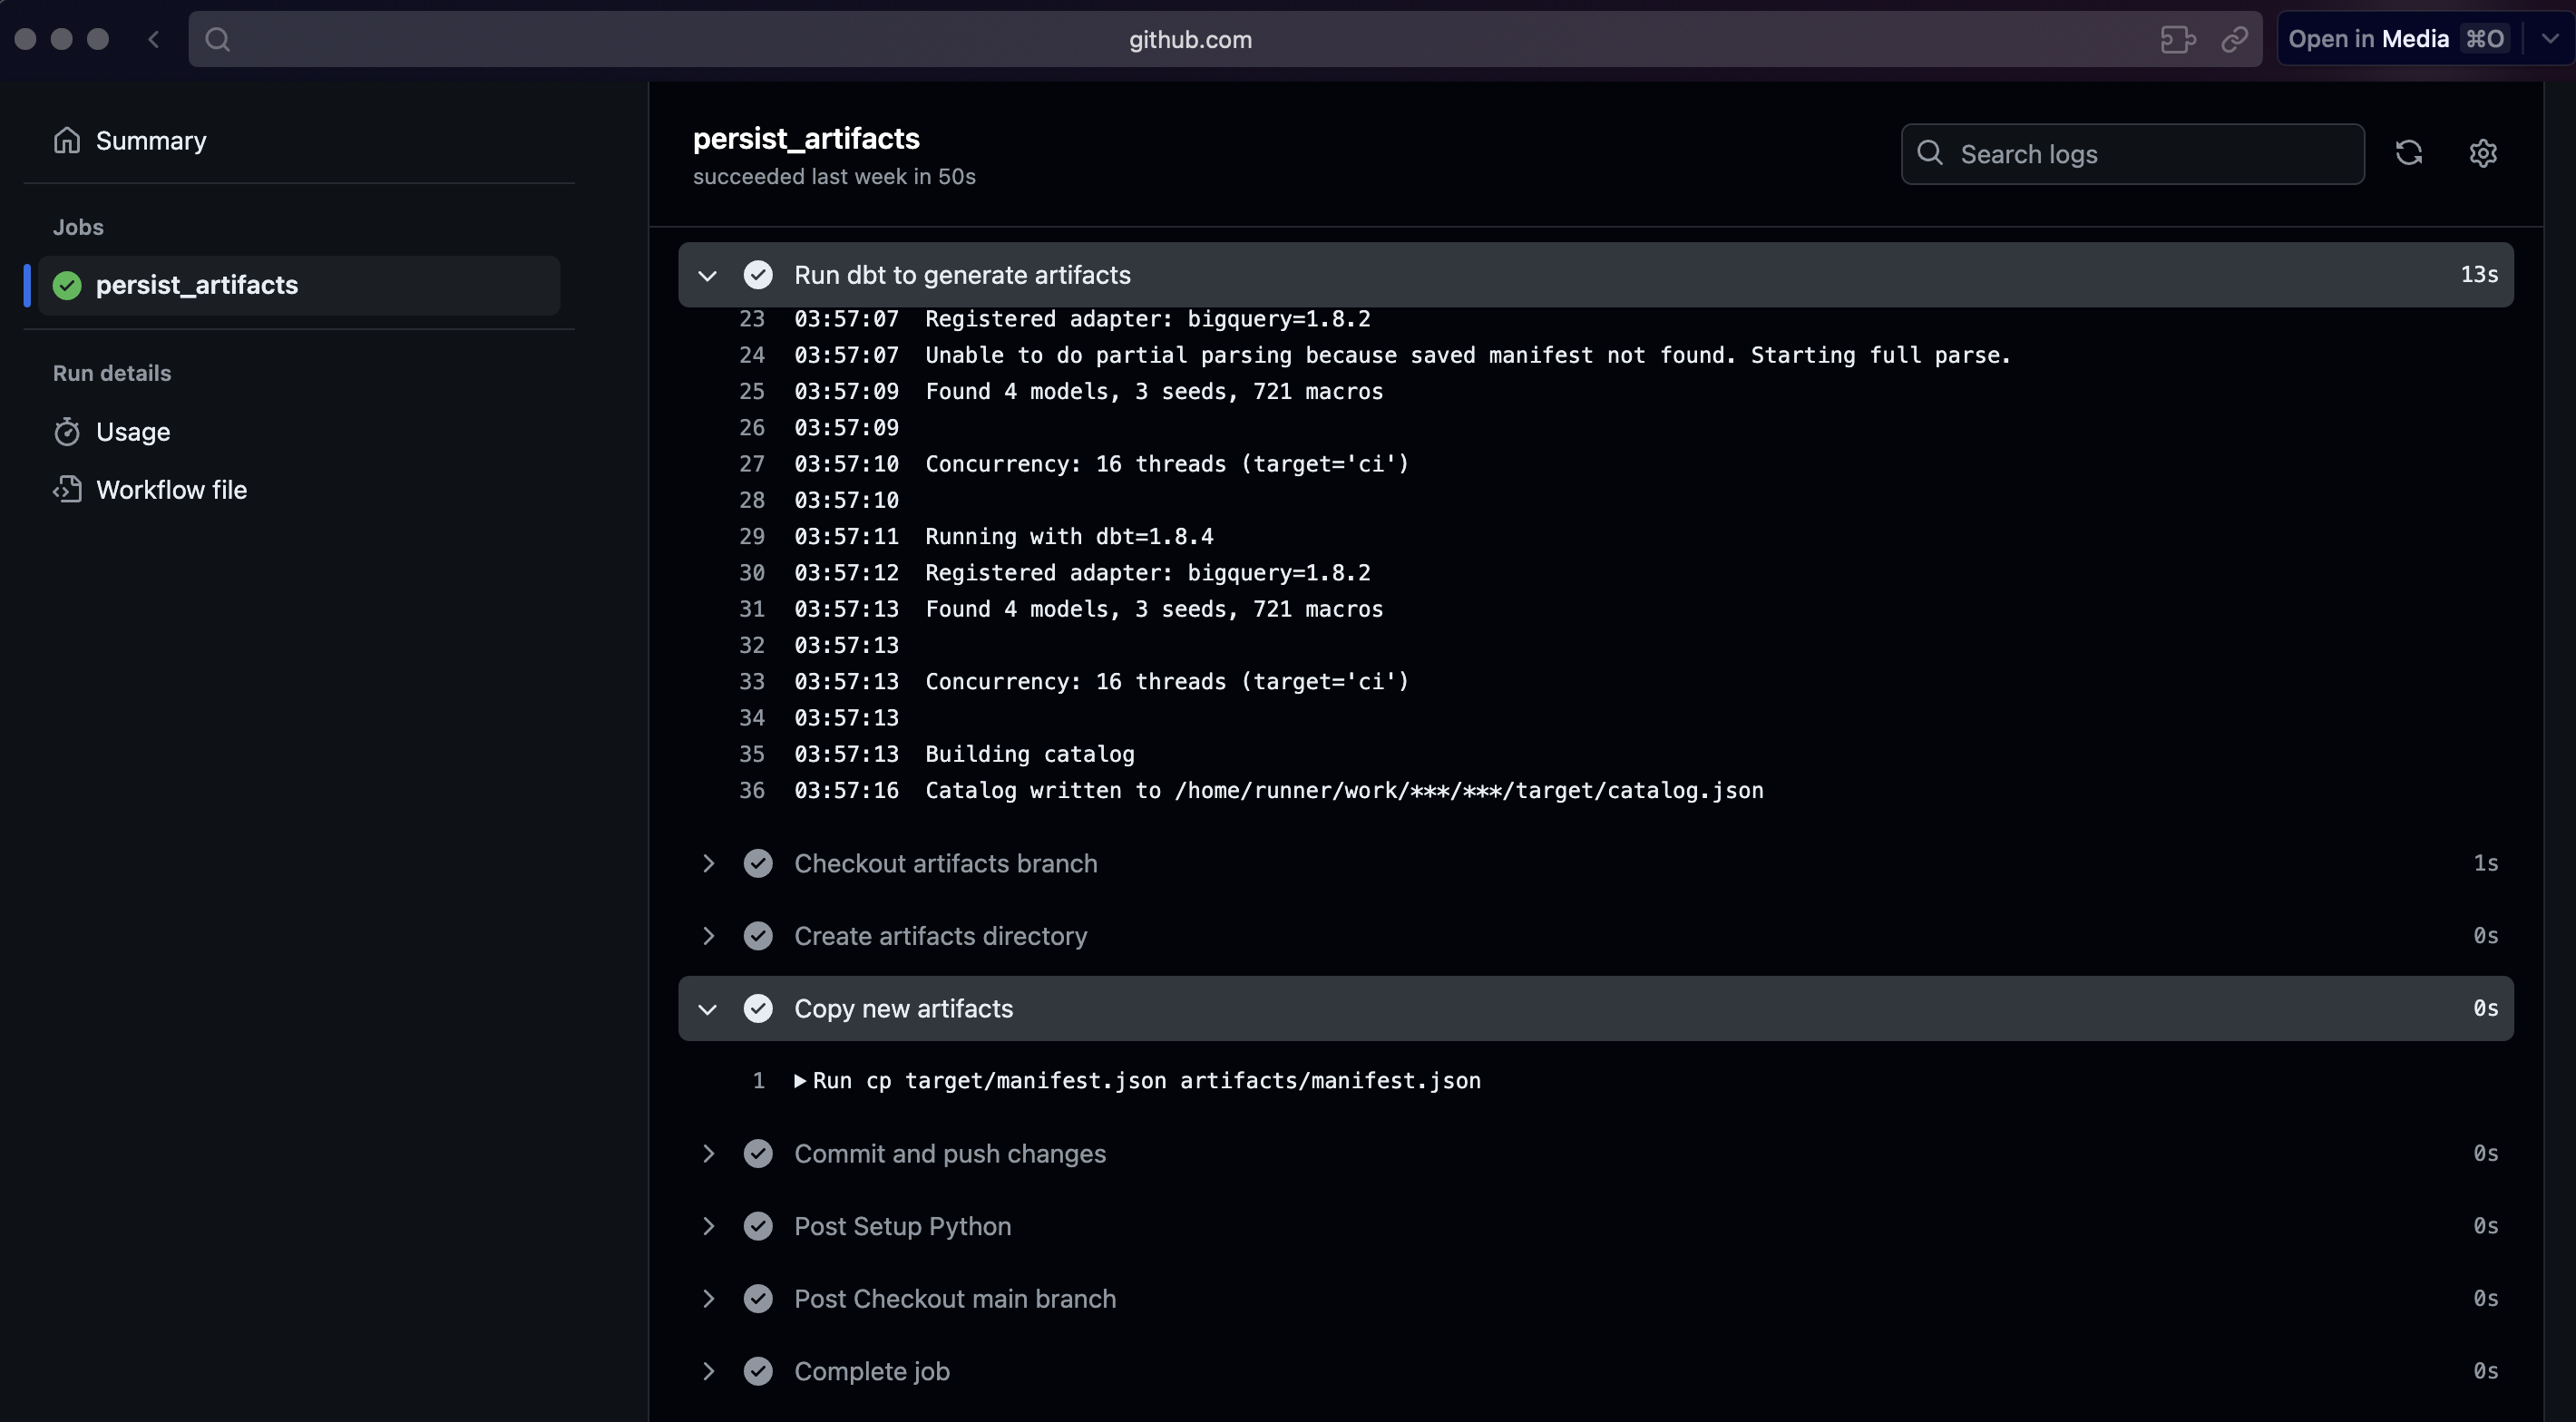 github.com
Open in Media ⌘O
Summary
Jobs
persist_artifacts
Run details
Usage
Workflow file
persist_artifacts
succeeded last week in 50s
Search logs
Run dbt to generate artifacts 13s
23 03:57:07 Registered adapter: bigquery=1.8.2
24 03:57:07 Unable to do partial parsing because saved manifest not found. Starting full parse.
25 03:57:09 Found 4 models, 3 seeds, 721 macros
26 03:57:09
27 03:57:10 Concurrency: 16 threads (target='ci')
28 03:57:10
29 03:57:11 Running with dbt=1.8.4
30 03:57:12 Registered adapter: bigquery=1.8.2
31 03:57:13 Found 4 models, 3 seeds, 721 macros
32 03:57:13
33 03:57:13 Concurrency: 16 threads (target='ci')
34 03:57:13
35 03:57:13 Building catalog
36 03:57:16 Catalog written to /home/runner/work/***/***/target/catalog.json
Checkout artifacts branch 1s
Create artifacts directory 0s
Copy new artifacts 0s
1 ▶Run cp target/manifest.json artifacts/manifest.json
Commit and push changes 0s
Post Setup Python 0s
Post Checkout main branch 0s
Complete job 0s